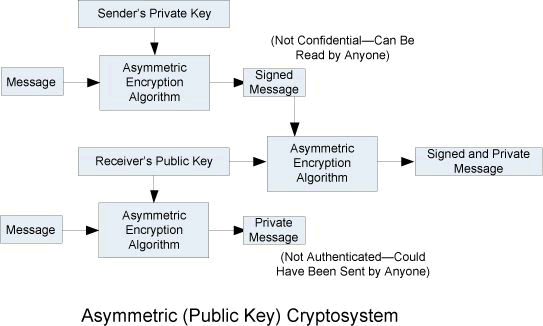 Sender's Private Key
(Not Confidential—Can Be
Read by Anyone)
Message
Asymmetric
Encryption
Algorithm
Signed
Message
Receiver's Public Key
Asymmetric
Encryption
Algorithm
Signed and Private
Message
Message
Asymmetric
Encryption
Algorithm
Private
Message
(Not Authenticated—Could
Have Been Sent by Anyone)
Asymmetric (Public Key) Cryptosystem